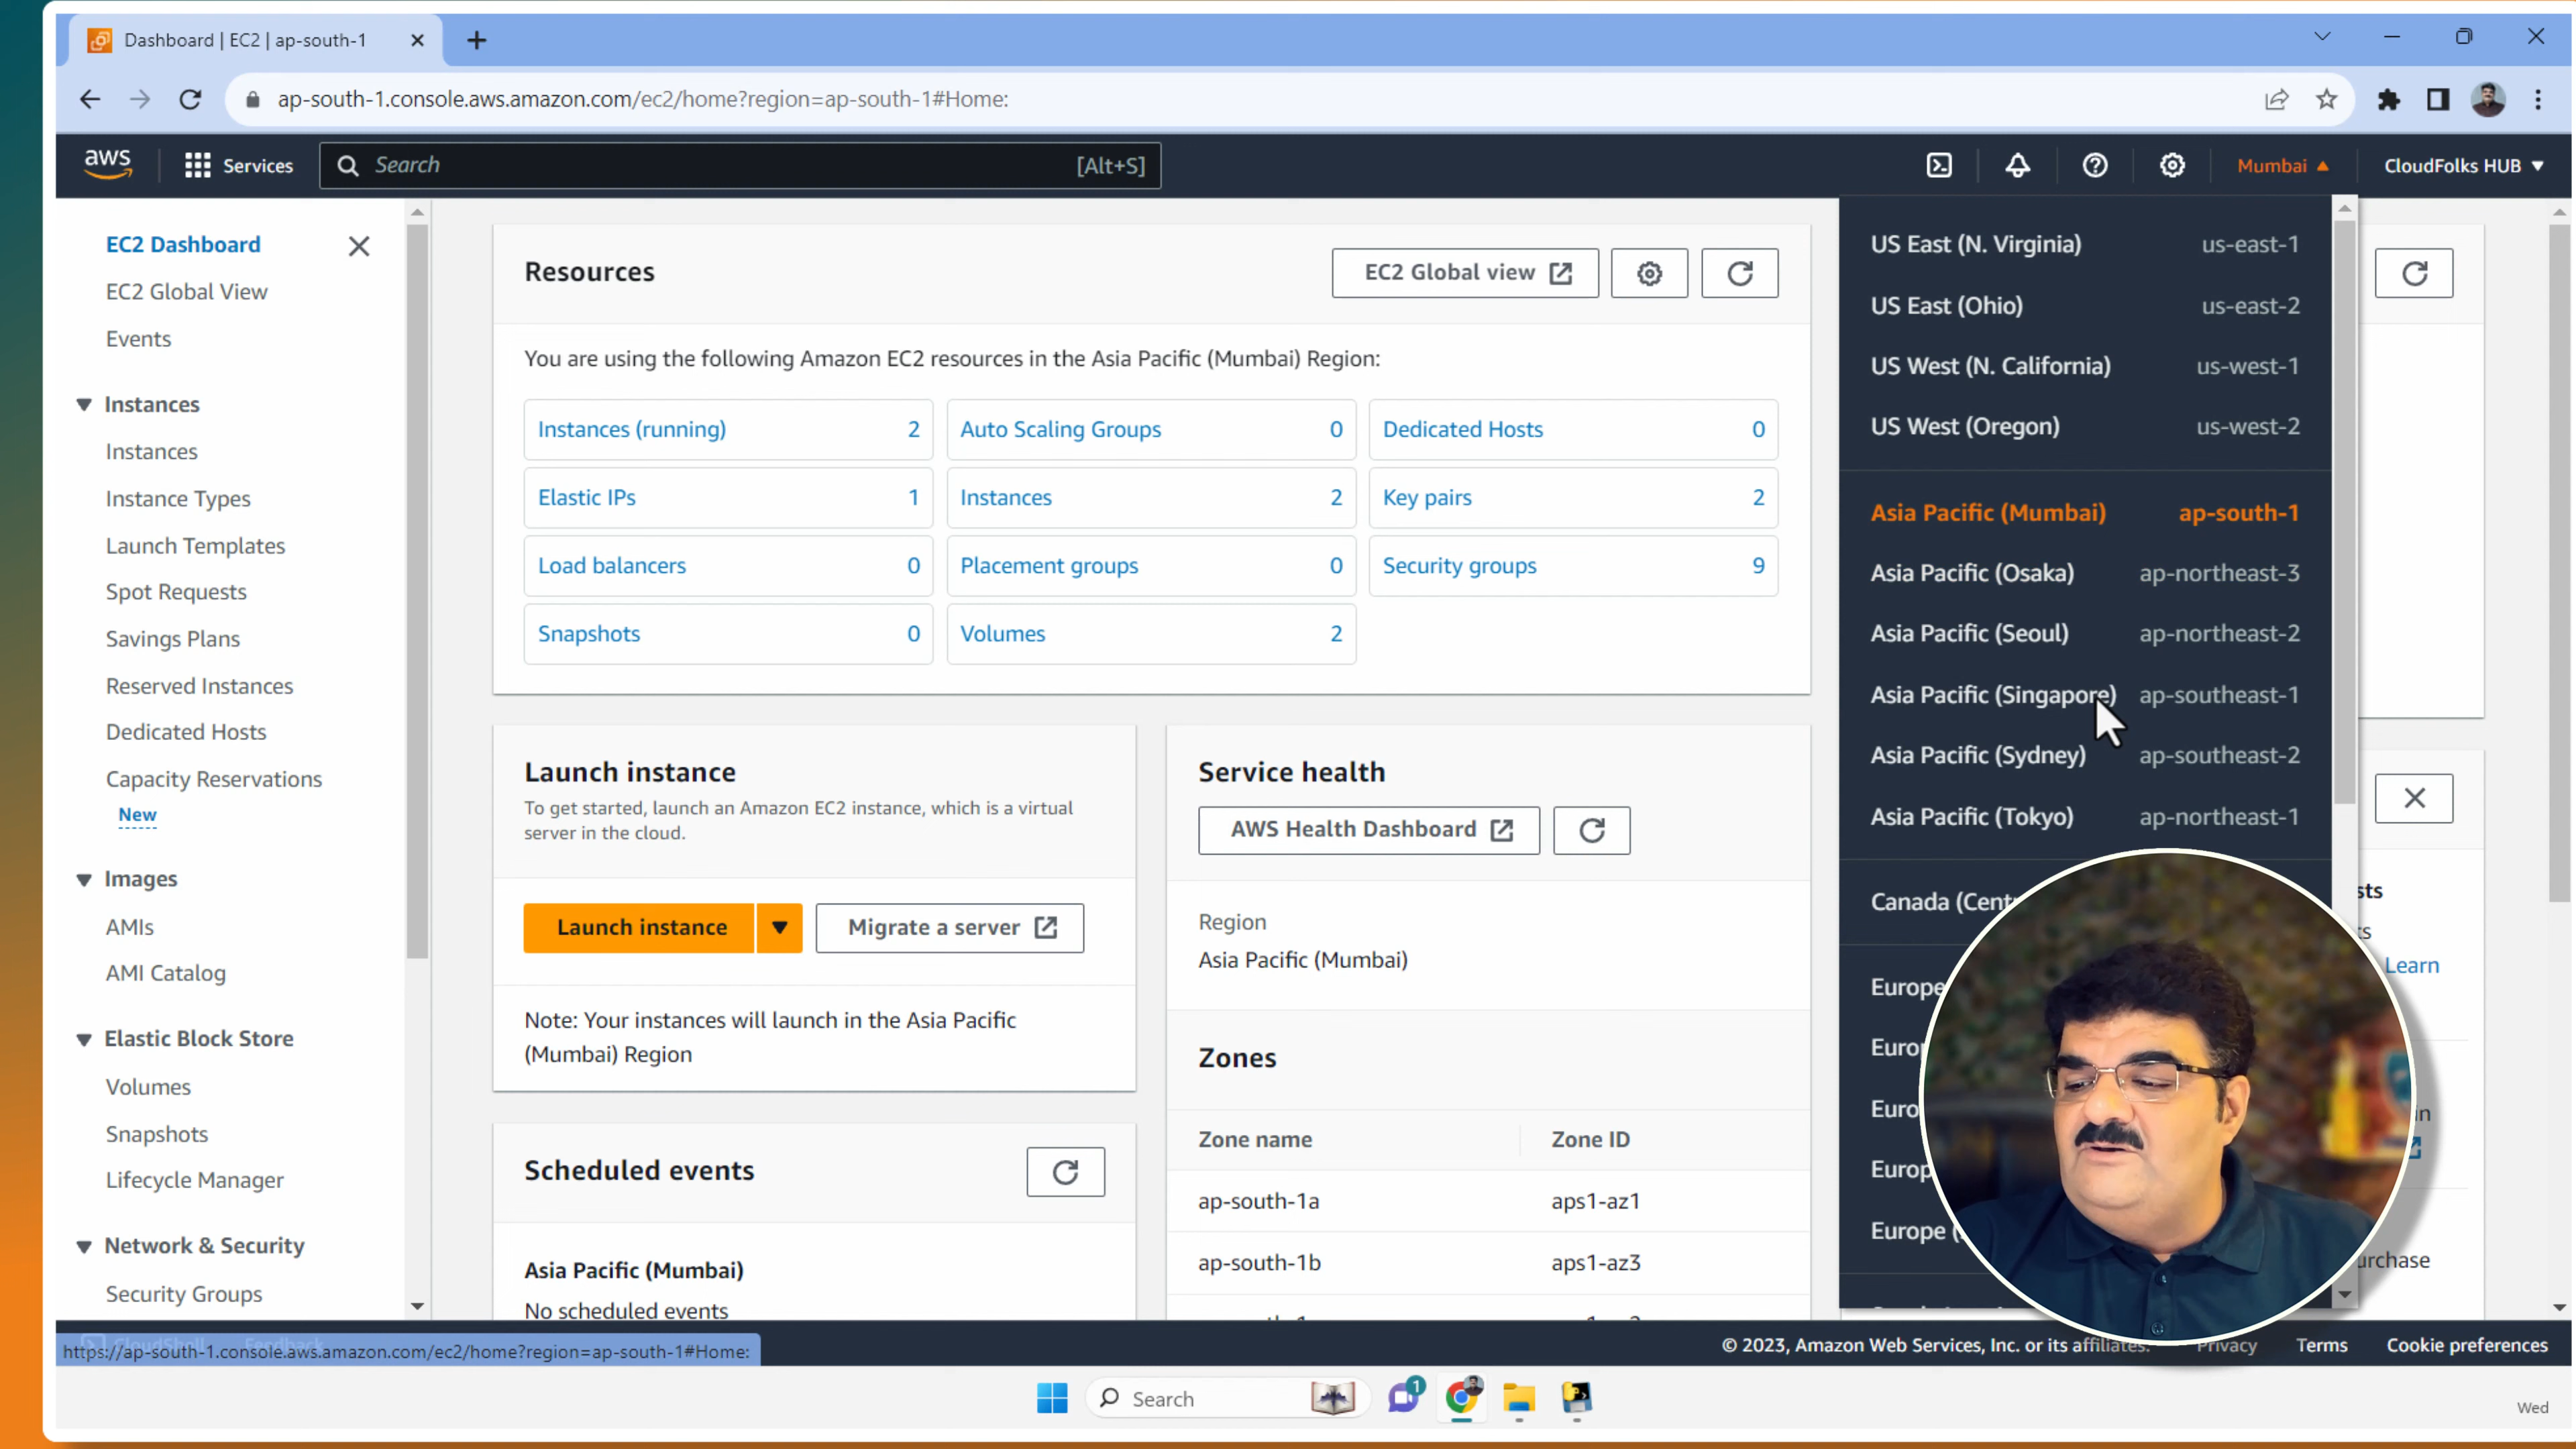 Dashboard | EC2 | ap-south-1
ap-south-1.console.aws.amazon.com/ec2/home?region=ap-south-1#Home:
aws
Services
Search
[Alt+S]
Mumbai
CloudFolks HUB
EC2 Dashboard
EC2 Global View
Events
Instances
Instances
Instance Types
Launch Templates
Spot Requests
Savings Plans
Reserved Instances
Dedicated Hosts
Capacity Reservations
New
Images
AMIs
AMI Catalog
Elastic Block Store
Volumes
Snapshots
Lifecycle Manager
Network & Security
Security Groups
Resources
EC2 Global view
You are using the following Amazon EC2 resources in the Asia Pacific (Mumbai) Region:
Instances (running) 2
Auto Scaling Groups 0
Dedicated Hosts 0
Elastic IPs 1
Instances 2
Key pairs 2
Load balancers 0
Placement groups 0
Security groups 9
Snapshots 0
Volumes 2
Launch instance
To get started, launch an Amazon EC2 instance, which is a virtual
server in the cloud.
Launch instance
Migrate a server
Note: Your instances will launch in the Asia Pacific
(Mumbai) Region
Scheduled events
Asia Pacific (Mumbai)
No scheduled events
Service health
AWS Health Dashboard
Region
Asia Pacific (Mumbai)
Zones
Zone name Zone ID
ap-south-1a aps1-az1
ap-south-1b aps1-az3
US East (N. Virginia) us-east-1
US East (Ohio) us-east-2
US West (N. California) us-west-1
US West (Oregon) us-west-2
Asia Pacific (Mumbai) ap-south-1
Asia Pacific (Osaka) ap-northeast-3
Asia Pacific (Seoul) ap-northeast-2
Asia Pacific (Singapore) ap-southeast-1
Asia Pacific (Sydney) ap-southeast-2
Asia Pacific (Tokyo) ap-northeast-1
Canada
Europe
Europe
Learn
CloudShell Feedback
https://ap-south-1.console.aws.amazon.com/ec2/home?region=ap-south-1#Home:
© 2023, Amazon Web Services, Inc. or its affiliates.
Privacy
Terms
Cookie preferences
Search
1
Wed